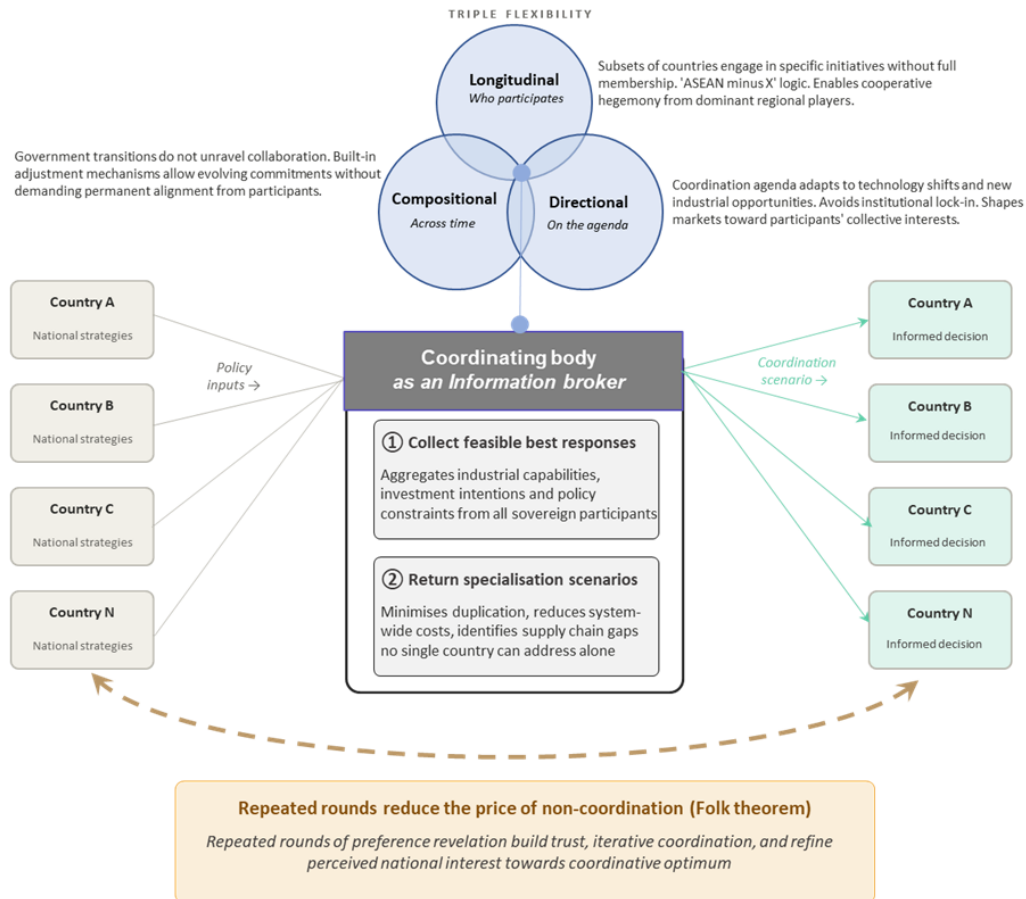 TRIPLE FLEXIBILITY
Longitudinal
Who participates
Subsets of countries engage in specific initiatives without full
membership. 'ASEAN minus X' logic. Enables cooperative
hegemony from dominant regional players.
Government transitions do not unravel collaboration. Built-in
adjustment mechanisms allow evolving commitments without
demanding permanent alignment from participants.
Compositional
Across time
Directional
On the agenda
Coordination agenda adapts to technology shifts and new
industrial opportunities. Avoids institutional lock-in. Shapes
markets toward participants' collective interests.
Country A
National strategies
Country B
National strategies
Country C
National strategies
Country N
National strategies
Policy
inputs →
Coordinating body
as an Information broker
① Collect feasible best responses
Aggregates industrial capabilities,
investment intentions and policy
constraints from all sovereign participants
② Return specialisation scenarios
Minimises duplication, reduces system-
wide costs, identifies supply chain gaps
no single country can address alone
Coordination
scenario →
Country A
Informed decision
Country B
Informed decision
Country C
Informed decision
Country N
Informed decision
Repeated rounds reduce the price of non-coordination (Folk theorem)
Repeated rounds of preference revelation build trust, iterative coordination, and refine
perceived national interest towards coordinative optimum